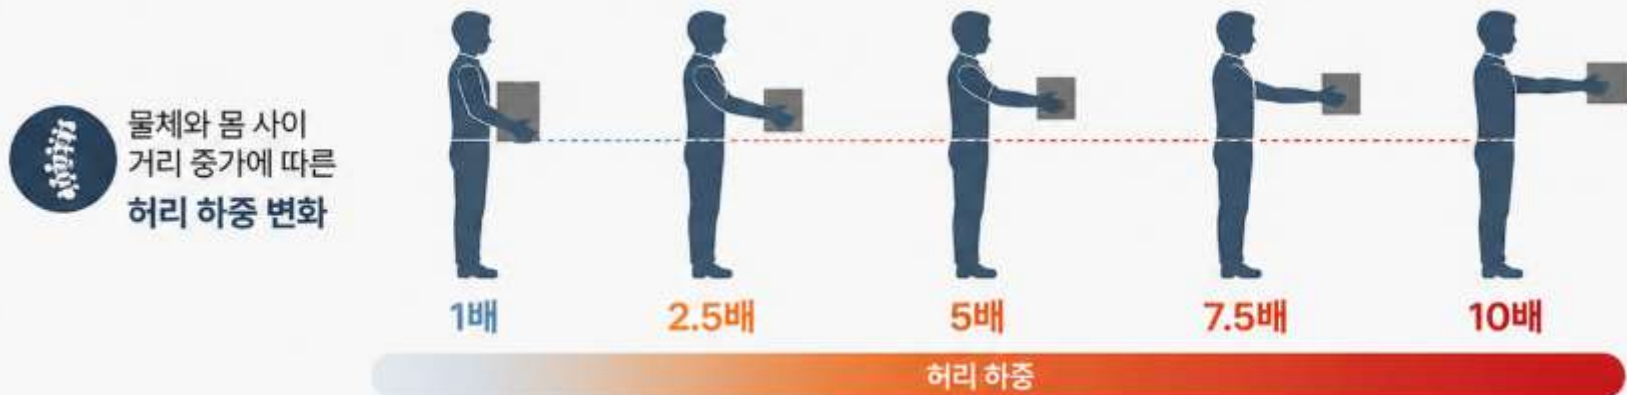 물체와 몸 사이
거리 중가에 따른
허리 하중 변화
1배
2.5배
5배
7.5배
10배
허리 하중